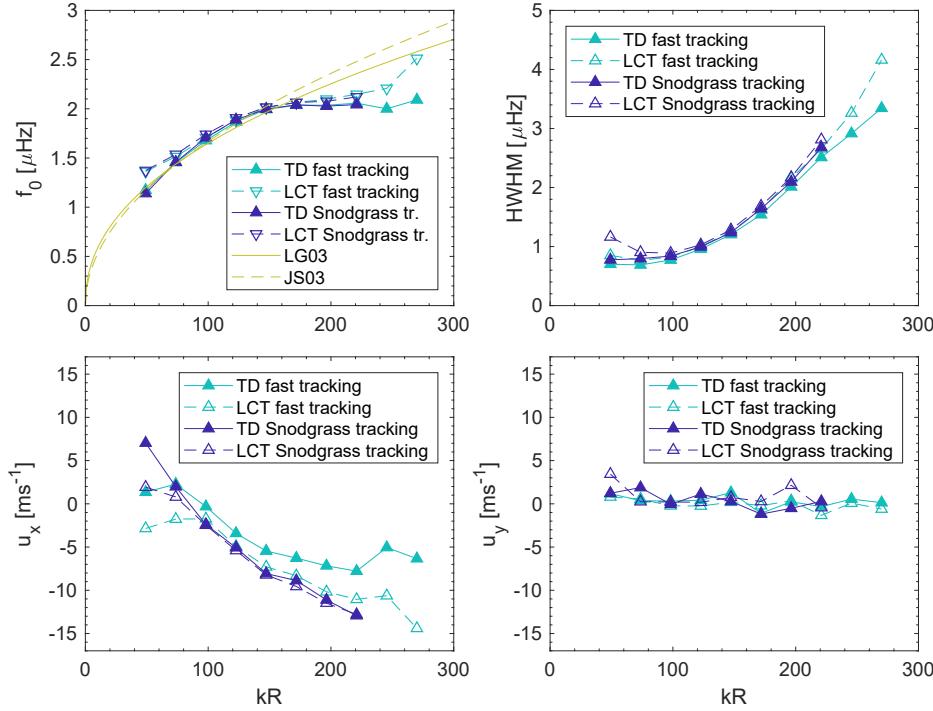 3
2.5
2
1.5
1
0.5
0
f0 [μHz]
TD fast tracking
LCT fast tracking
TD Snodgrass tr.
LCT Snodgrass tr.
LG03
JS03
0 100 200 300
5
4
3
2
1
0
HWHM [μHz]
TD fast tracking
LCT fast tracking
TD Snodgrass tracking
LCT Snodgrass tracking
0 100 200 300
15
10
5
0
-5
-10
-15
ux [ms-1]
TD fast tracking
LCT fast tracking
TD Snodgrass tracking
LCT Snodgrass tracking
0 100 200 300
kR
15
10
5
0
-5
-10
-15
uy [ms-1]
TD fast tracking
LCT fast tracking
TD Snodgrass tracking
LCT Snodgrass tracking
0 100 200 300
kR